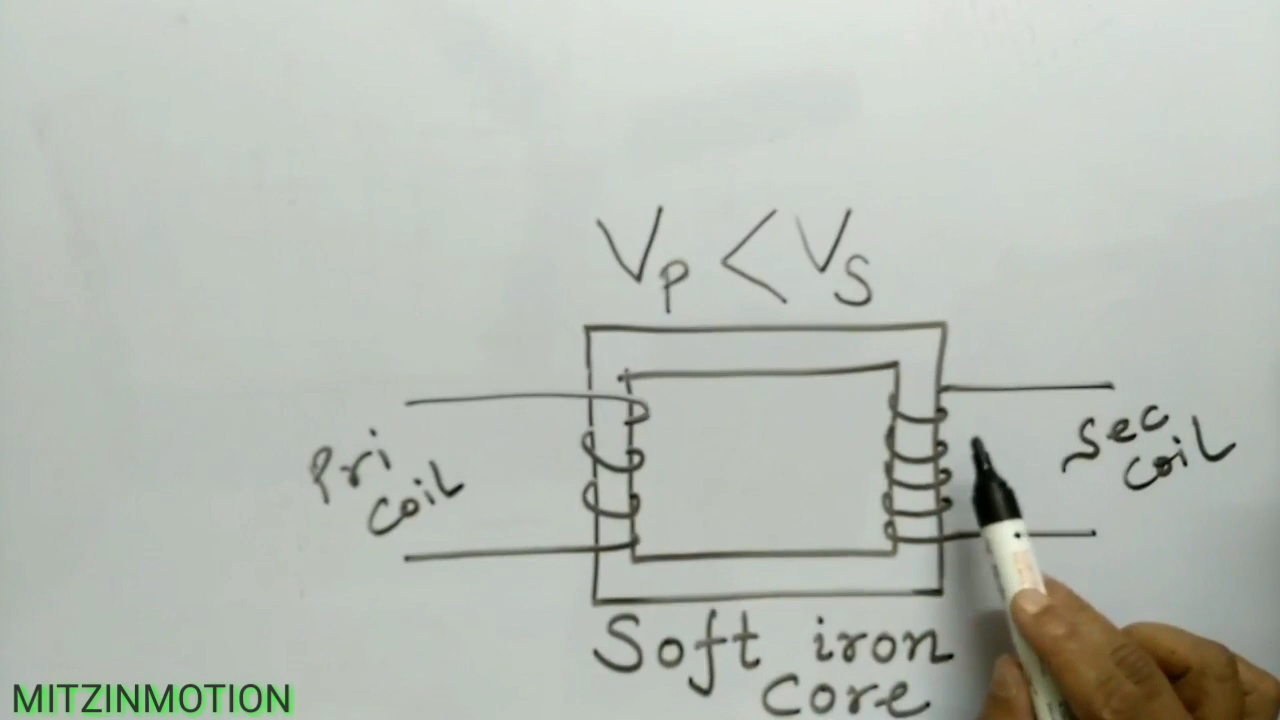 Vp < Vs
Pri
coil
Sec
coil
Soft iron
core
MITZINMOTION